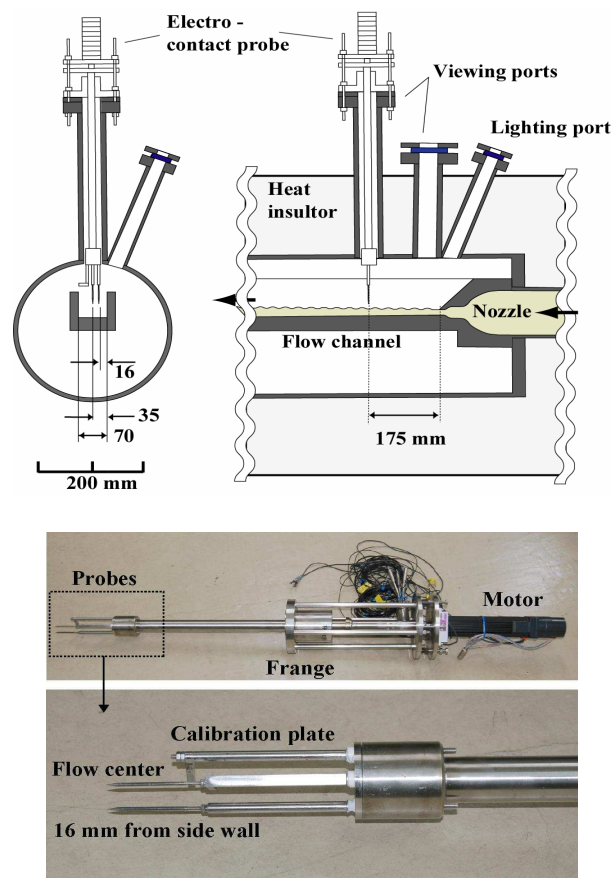 Electro -
contact probe
Viewing ports
Lighting port
Heat
insultor
Nozzle
Flow channel
16
35
70
175 mm
200 mm
Probes
Motor
Frange
Calibration plate
Flow center
16 mm from side wall